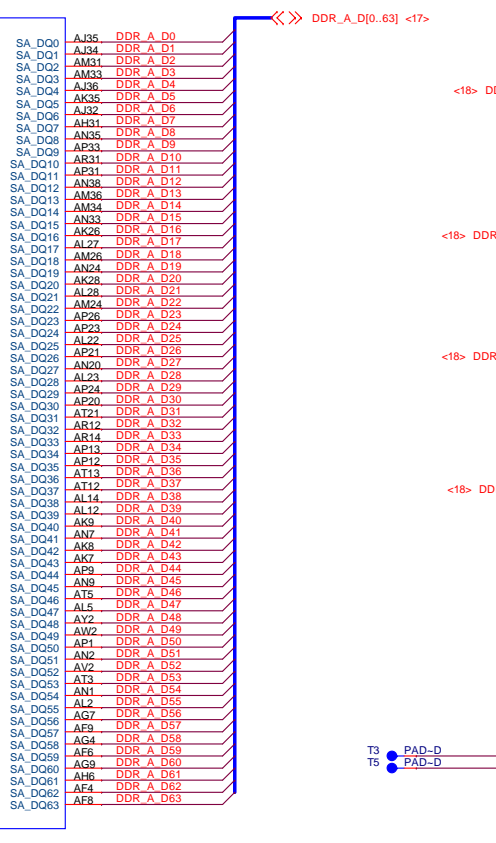 DDR_A_D[0..63] <17>
SA_DQ0 AJ35 DDR_A_D0
SA_DQ1 AJ34 DDR_A_D1
SA_DQ2 AM31 DDR_A_D2
SA_DQ3 AM33 DDR_A_D3
SA_DQ4 AJ36 DDR_A_D4
SA_DQ5 AK35 DDR_A_D5
SA_DQ6 AJ32 DDR_A_D6
SA_DQ7 AH31 DDR_A_D7
SA_DQ8 AN35 DDR_A_D8
SA_DQ9 AP33 DDR_A_D9
SA_DQ10 AR31 DDR_A_D10
SA_DQ11 AP31 DDR_A_D11
SA_DQ12 AN38 DDR_A_D12
SA_DQ13 AM36 DDR_A_D13
SA_DQ14 AM34 DDR_A_D14
SA_DQ15 AN33 DDR_A_D15
SA_DQ16 AK26 DDR_A_D16
SA_DQ17 AL27 DDR_A_D17
SA_DQ18 AM26 DDR_A_D18
SA_DQ19 AN24 DDR_A_D19
SA_DQ20 AK28 DDR_A_D20
SA_DQ21 AL28 DDR_A_D21
SA_DQ22 AM24 DDR_A_D22
SA_DQ23 AP26 DDR_A_D23
SA_DQ24 AP23 DDR_A_D24
SA_DQ25 AL22 DDR_A_D25
SA_DQ26 AP21 DDR_A_D26
SA_DQ27 AN20 DDR_A_D27
SA_DQ28 AL23 DDR_A_D28
SA_DQ29 AP24 DDR_A_D29
SA_DQ30 AP20 DDR_A_D30
SA_DQ31 AT21 DDR_A_D31
SA_DQ32 AR12 DDR_A_D32
SA_DQ33 AR14 DDR_A_D33
SA_DQ34 AP13 DDR_A_D34
SA_DQ35 AP12 DDR_A_D35
SA_DQ36 AT13 DDR_A_D36
SA_DQ37 AT12 DDR_A_D37
SA_DQ38 AL14 DDR_A_D38
SA_DQ39 AL12 DDR_A_D39
SA_DQ40 AK9 DDR_A_D40
SA_DQ41 AN7 DDR_A_D41
SA_DQ42 AK8 DDR_A_D42
SA_DQ43 AK7 DDR_A_D43
SA_DQ44 AP9 DDR_A_D44
SA_DQ45 AN9 DDR_A_D45
SA_DQ46 AT5 DDR_A_D46
SA_DQ47 AL5 DDR_A_D47
SA_DQ48 AY2 DDR_A_D48
SA_DQ49 AW2 DDR_A_D49
SA_DQ50 AP1 DDR_A_D50
SA_DQ51 AN2 DDR_A_D51
SA_DQ52 AV2 DDR_A_D52
SA_DQ53 AT3 DDR_A_D53
SA_DQ54 AN1 DDR_A_D54
SA_DQ55 AL2 DDR_A_D55
SA_DQ56 AG7 DDR_A_D56
SA_DQ57 AF9 DDR_A_D57
SA_DQ58 AG4 DDR_A_D58
SA_DQ59 AF6 DDR_A_D59
SA_DQ60 AG9 DDR_A_D60
SA_DQ61 AH6 DDR_A_D61
SA_DQ62 AF4 DDR_A_D62
SA_DQ63 AF8 DDR_A_D63
<18>
<18> DDR
<18> DDR
<18> DD
T3 PAD~D
T5 PAD~D